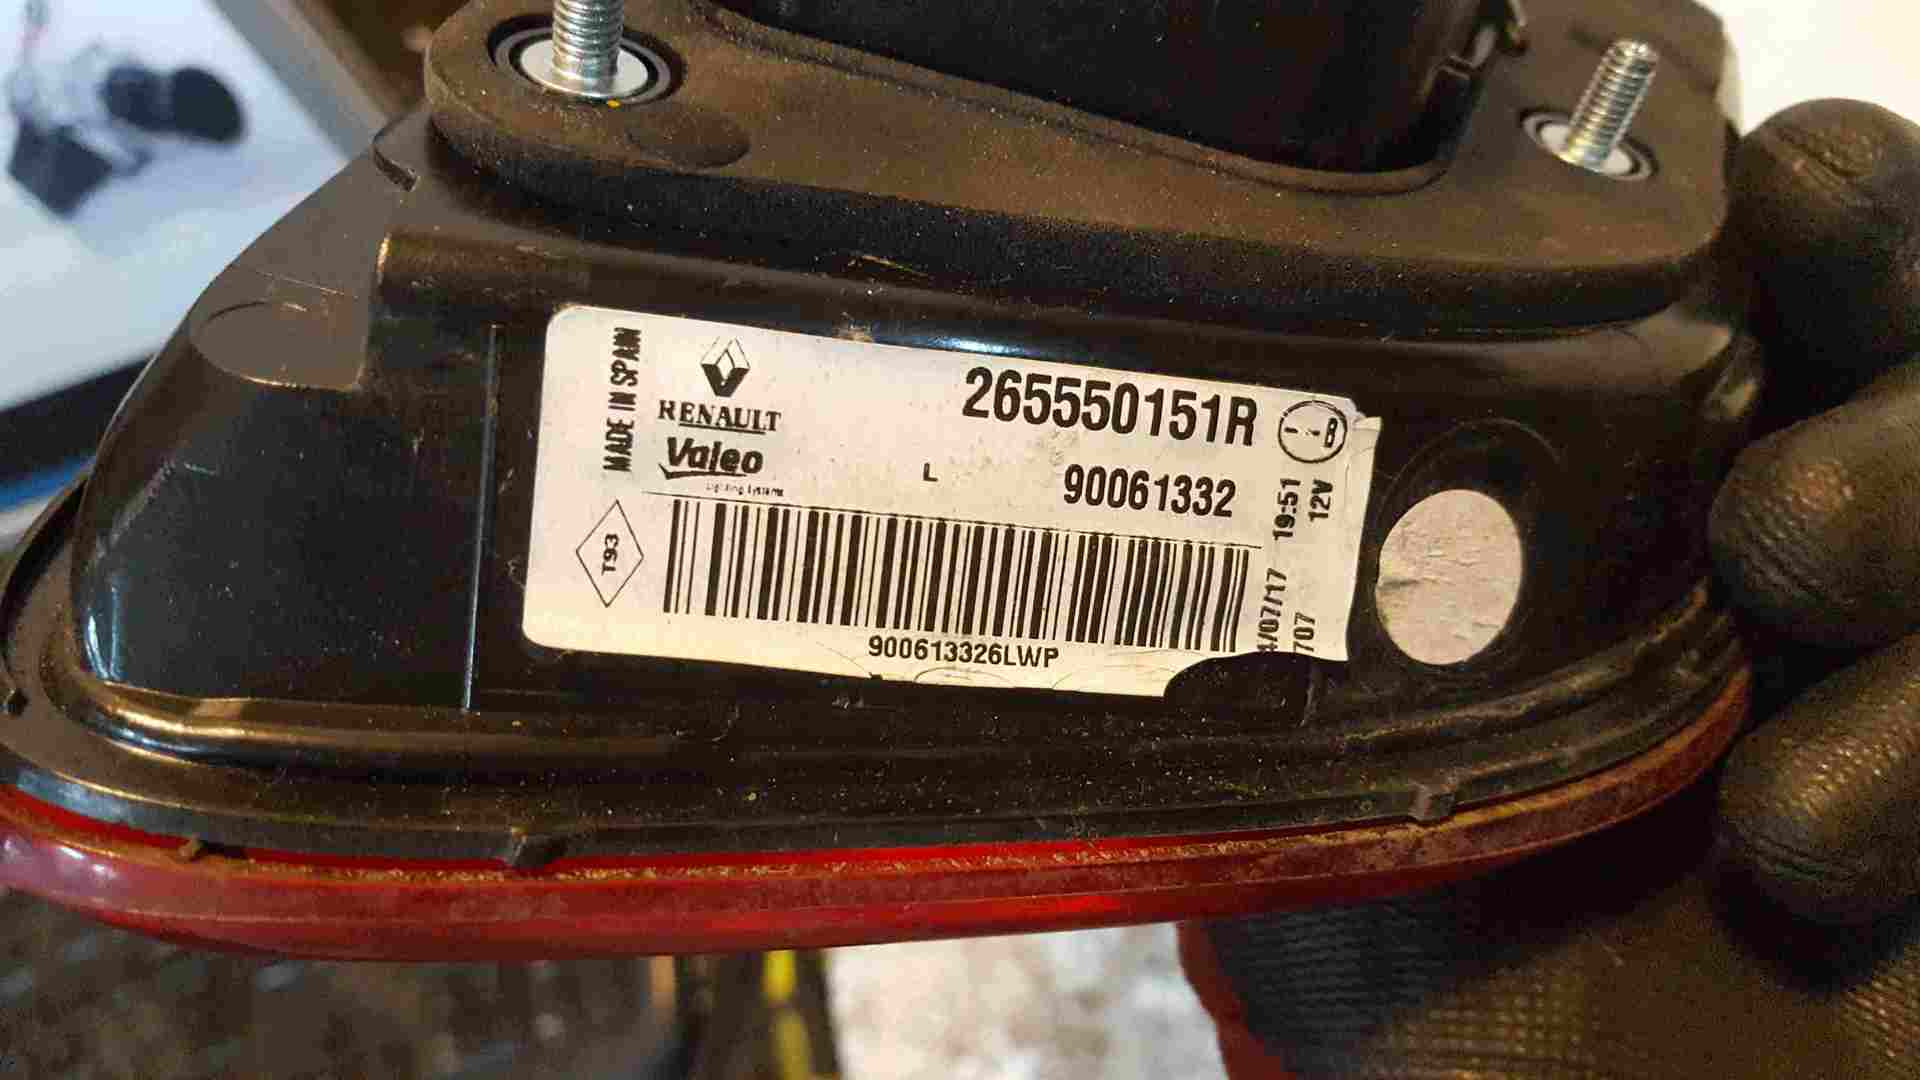 MADE IN SPAIN
RENAULT
Valeo
Lighting Systems
T93
265550151R
L
90061332
900613326LWP
/07/17 19:51
707
12V
B